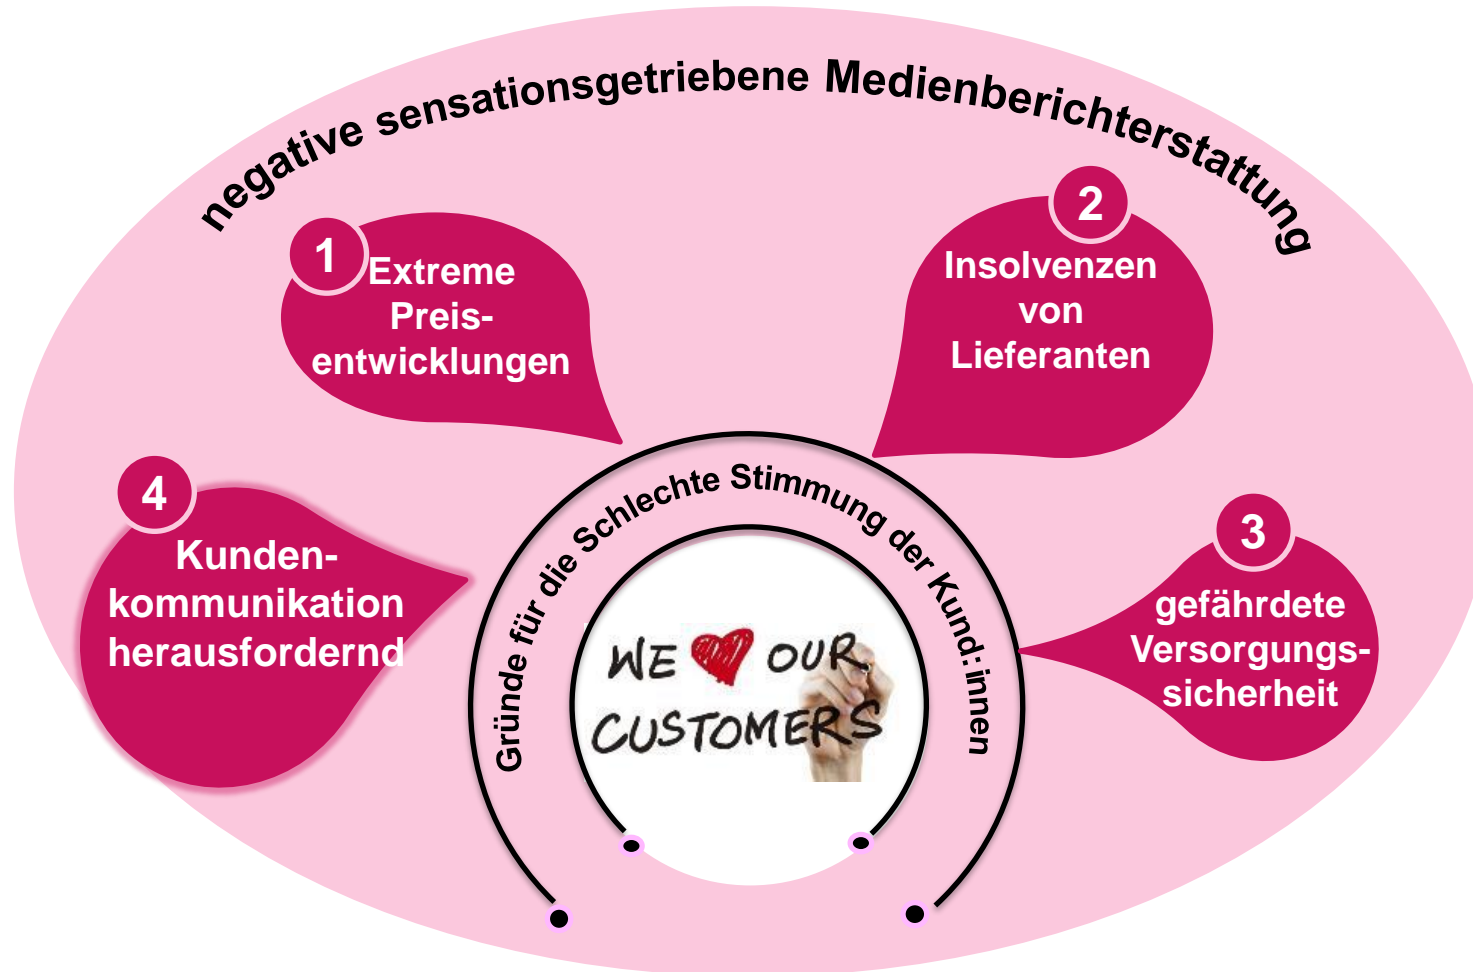 negative sensationsgetriebene Medienberichterstattung
1
Extreme
Preis-
entwicklungen
2
Insolvenzen
von
Lieferanten
3
gefährdete
Versorgungs-
sicherheit
4
Kunden-
kommunikation
herausfordernd
Gründe für die Schlechte Stimmung der Kund:innen
WE OUR
CUSTOMERS